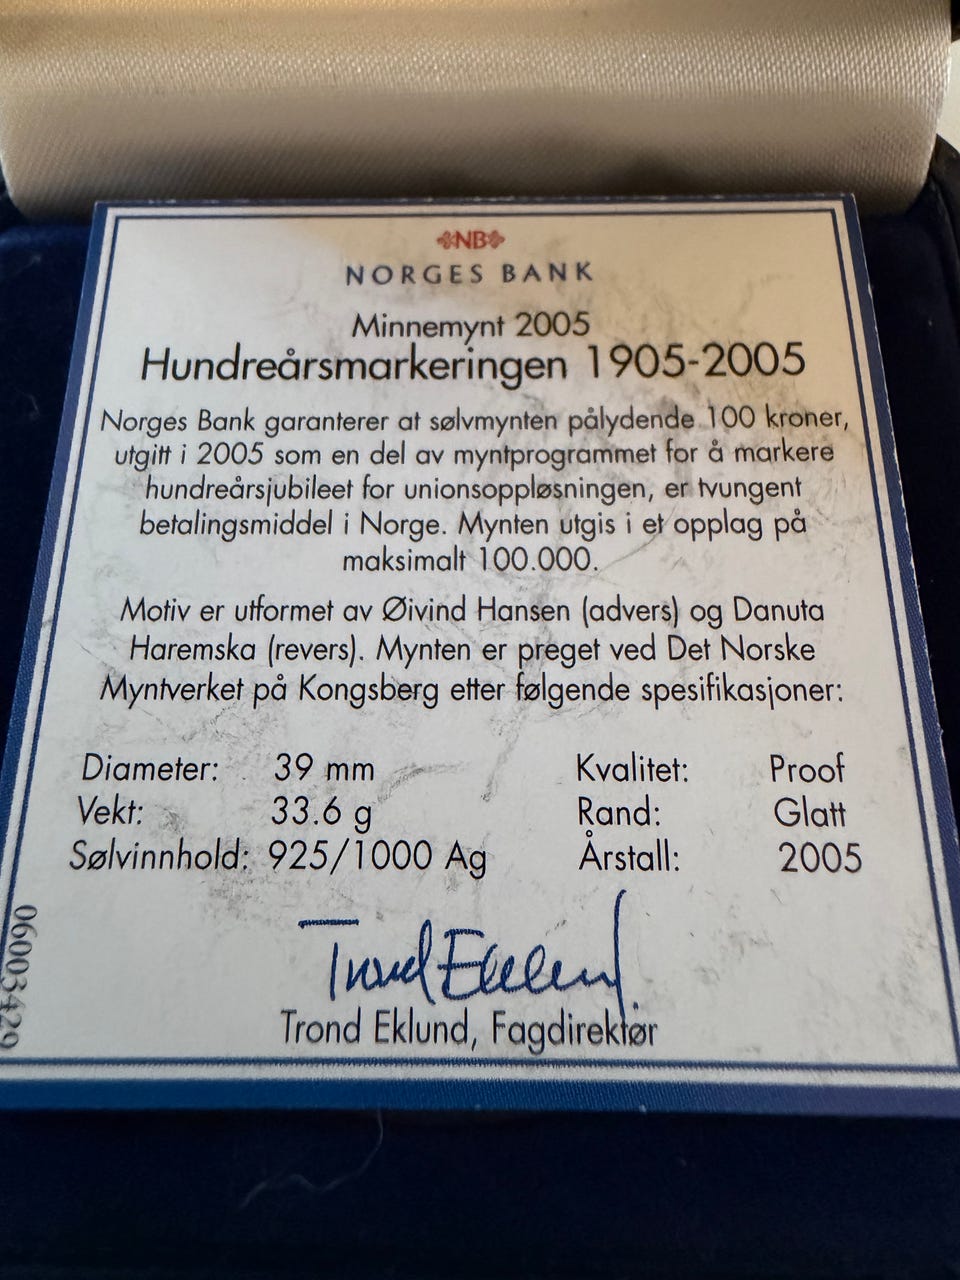 NB
NORGES BANK
Minnemynt 2005
Hundreårsmarkeringen 1905-2005
Norges Bank garanterer at sølvmynten pålydende 100 kroner,
utgitt i 2005 som en del av myntprogrammet for å markere
hundreårsjubileet for unionsoppløsningen, er tvungent
betalingsmiddel i Norge. Mynten utgis i et opplag på
maksimalt 100.000.
Motiv er utformet av Øivind Hansen (advers) og Danuta
Haremska (revers). Mynten er preget ved Det Norske
Myntverket på Kongsberg etter følgende spesifikasjoner:
Diameter: 39 mm Kvalitet: Proof
Vekt: 33.6 g Rand: Glatt
Sølvinnhold: 925/1000 Ag Årstall: 2005
06003429
Trond Eklund
Trond Eklund, Fagdirektør